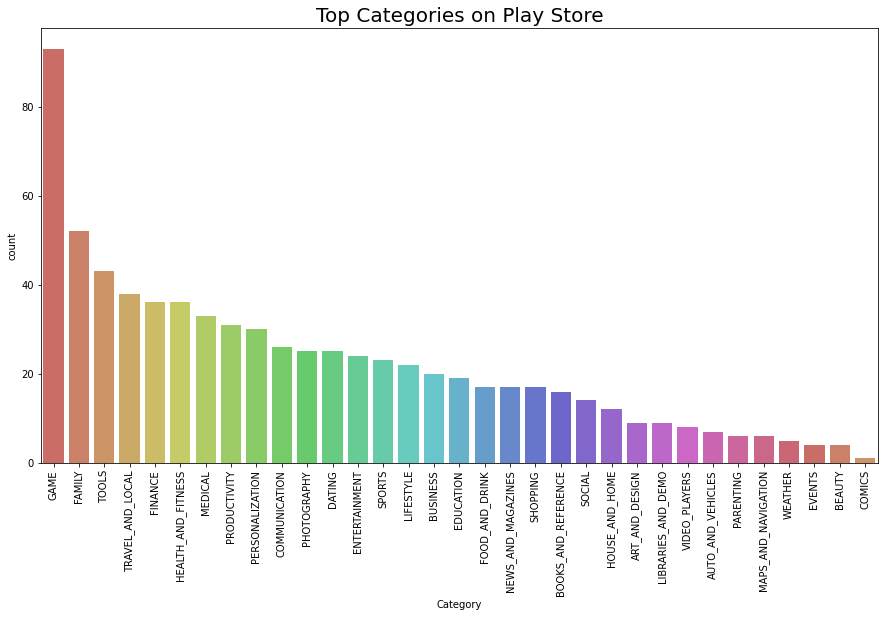 Top Categories on Play Store
count
80
60
40
20
0
GAME
FAMILY
TOOLS
TRAVEL_AND_LOCAL
FINANCE
HEALTH_AND_FITNESS
MEDICAL
PRODUCTIVITY
PERSONALIZATION
COMMUNICATION
PHOTOGRAPHY
DATING
ENTERTAINMENT
SPORTS
LIFESTYLE
BUSINESS
EDUCATION
FOOD_AND_DRINK
NEWS_AND_MAGAZINES
SHOPPING
BOOKS_AND_REFERENCE
SOCIAL
HOUSE_AND_HOME
ART_AND_DESIGN
LIBRARIES_AND_DEMO
VIDEO_PLAYERS
AUTO_AND_VEHICLES
PARENTING
MAPS_AND_NAVIGATION
WEATHER
EVENTS
BEAUTY
COMICS
Category